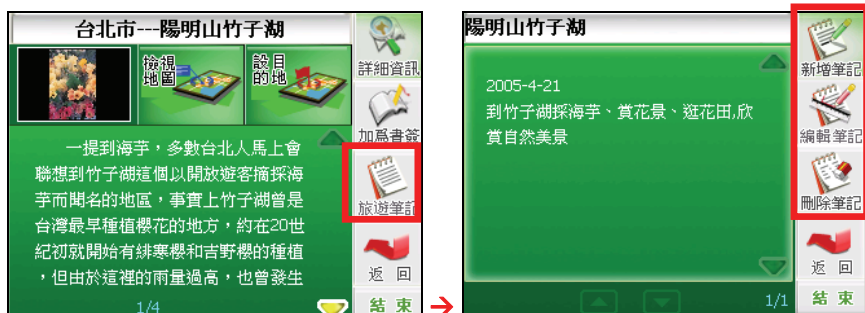 台北市---陽明山竹子湖
檢視
地圖
設目
的地
詳細資訊
加爲書簽
旅遊筆記
返 回
結 束
一提到海芋，多數台北人馬上會
聯想到竹子湖這個以開放遊客摘採海
芋而聞名的地區，事實上竹子湖曾是
台灣最早種植櫻花的地方，約在20世
紀初就開始有緋寒櫻和吉野櫻的種植
，但由於這裡的雨量過高，也曾發生
1/4
→
陽明山竹子湖
2005-4-21
到竹子湖採海芋、賞花景、逛花田,欣
賞自然美景
1/1
新增筆記
編輯筆記
刪除筆記
返 回
結 束